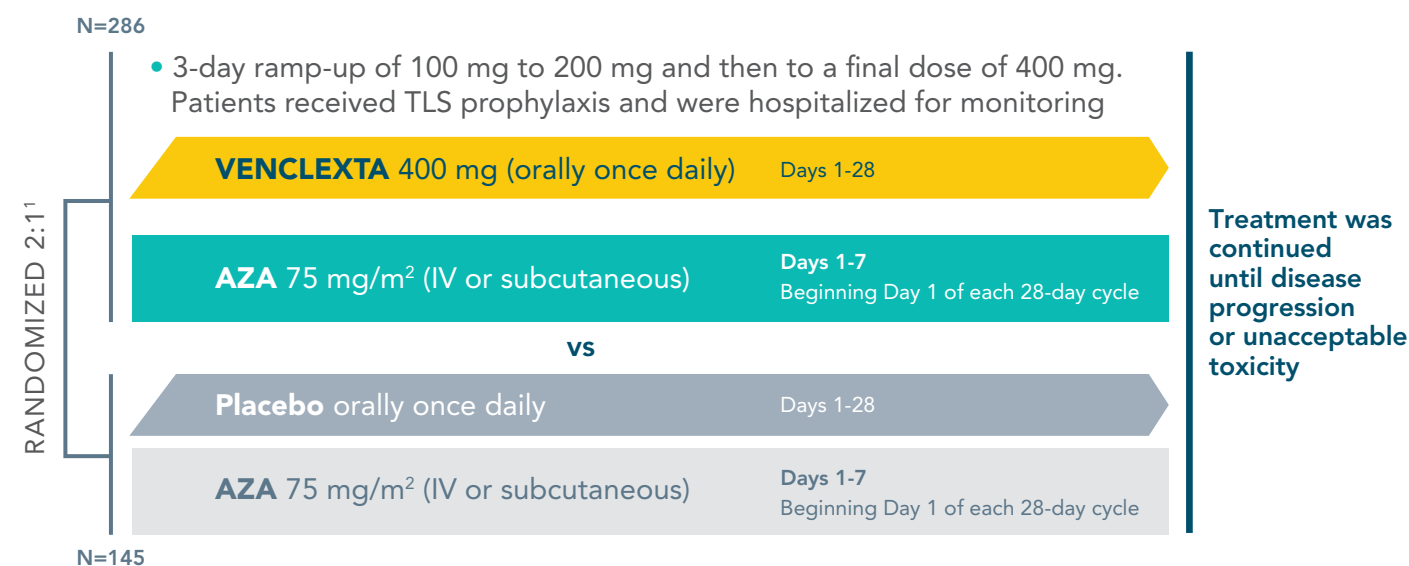 N=286
• 3-day ramp-up of 100 mg to 200 mg and then to a final dose of 400 mg.
Patients received TLS prophylaxis and were hospitalized for monitoring
VENCLEXTA 400 mg (orally once daily) Days 1-28
RANDOMIZED 2:1¹
AZA 75 mg/m² (IV or subcutaneous)
Days 1-7
Beginning Day 1 of each 28-day cycle
vs
Placebo orally once daily Days 1-28
AZA 75 mg/m² (IV or subcutaneous)
Days 1-7
Beginning Day 1 of each 28-day cycle
N=145
Treatment was
continued
until disease
progression
or unacceptable
toxicity